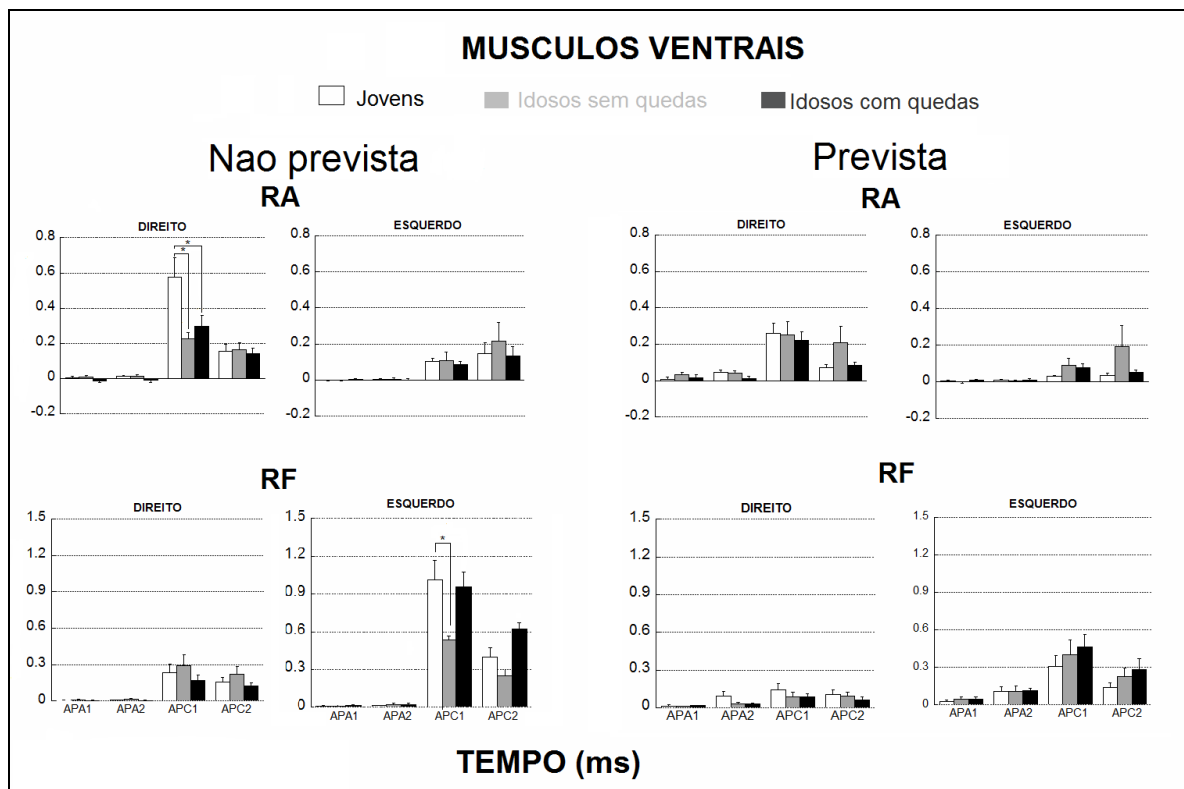 MUSCULOS VENTRAIS
Jovens Idosos sem quedas Idosos com quedas
Nao prevista Prevista
RA RA
DIREITO ESQUERDO DIREITO ESQUERDO
0.8 0.8 0.8 0.8
0.6 0.6 0.6 0.6
* *
0.4 0.4 0.4 0.4
0.2 0.2 0.2 0.2
0 0 0 0
-0.2 -0.2 -0.2 -0.2
RF RF
DIREITO ESQUERDO DIREITO ESQUERDO
1.5 1.5 1.5 1.5
*
1.2 1.2 1.2 1.2
0.9 0.9 0.9 0.9
0.6 0.6 0.6 0.6
0.3 0.3 0.3 0.3
0 0 0 0
APA1 APA2 APC1 APC2 APA1 APA2 APC1 APC2 APA1 APA2 APC1 APC2 APA1 APA2 APC1 APC2
TEMPO (ms)